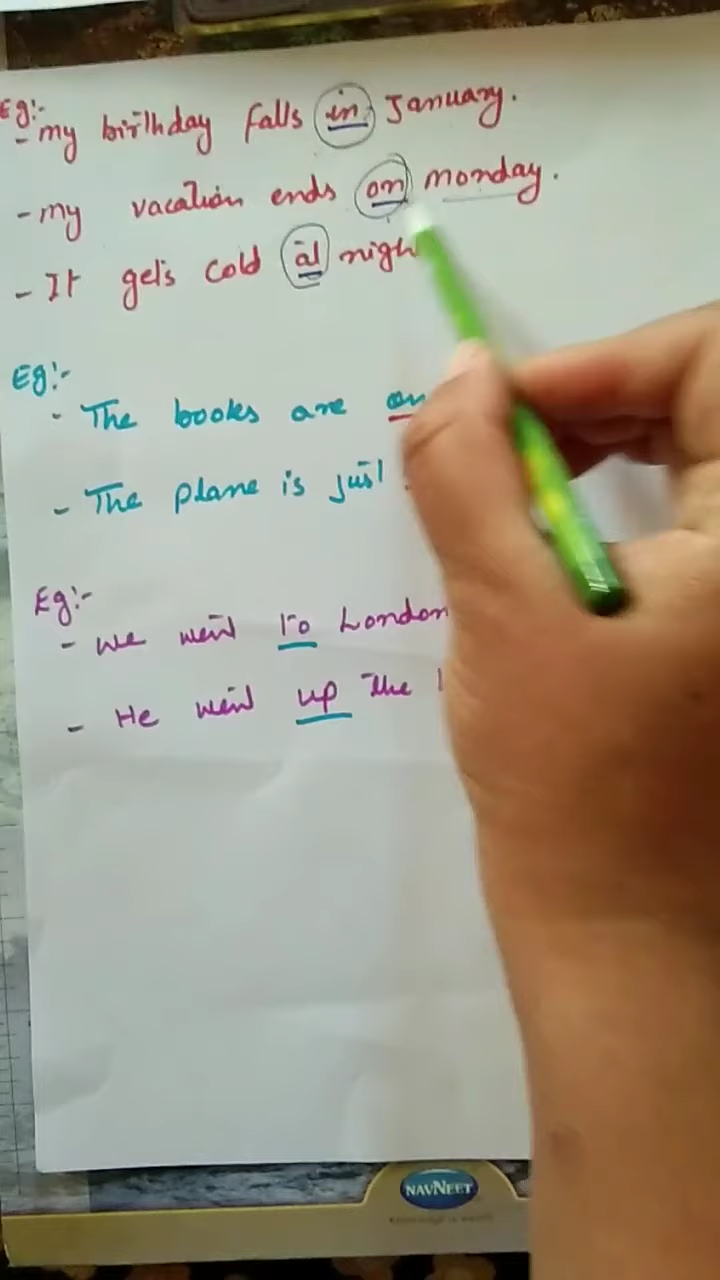 Eg:-
- my birthday falls in January.
- my vacation ends on monday.
- It gets cold at nigh
Eg:-
- The books are on
- The plane is just
Eg:-
- We went to London
- He went up the
NAVNEET